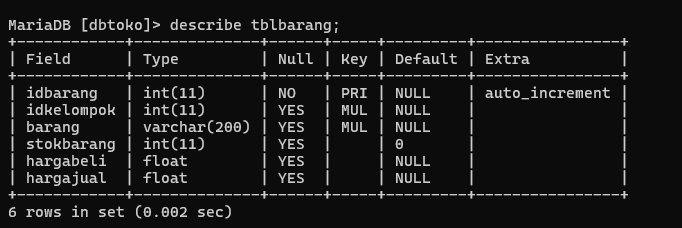 MariaDB [dbtoko]> describe tblbarang;
+------------+--------------+------+-----+---------+----------------+
| Field      | Type         | Null | Key | Default | Extra          |
+------------+--------------+------+-----+---------+----------------+
| idbarang   | int(11)      | NO   | PRI | NULL    | auto_increment |
| idkelompok | int(11)      | YES  | MUL | NULL    |                |
| barang     | varchar(200) | YES  | MUL | NULL    |                |
| stokbarang | int(11)      | YES  |     | 0       |                |
| hargabeli  | float        | YES  |     | NULL    |                |
| hargajual  | float        | YES  |     | NULL    |                |
+------------+--------------+------+-----+---------+----------------+
6 rows in set (0.002 sec)